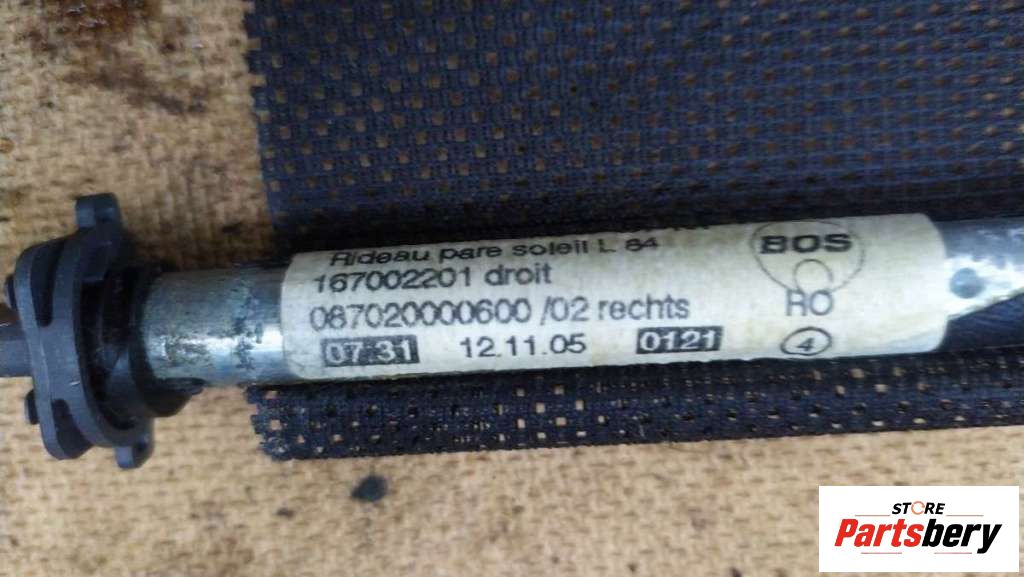 Rideau pare soleil L 84
167002201 droit
087020000600 /02 rechts
07:31 12.11.05 0121
BOS
RO
4
STORE
Partsbery